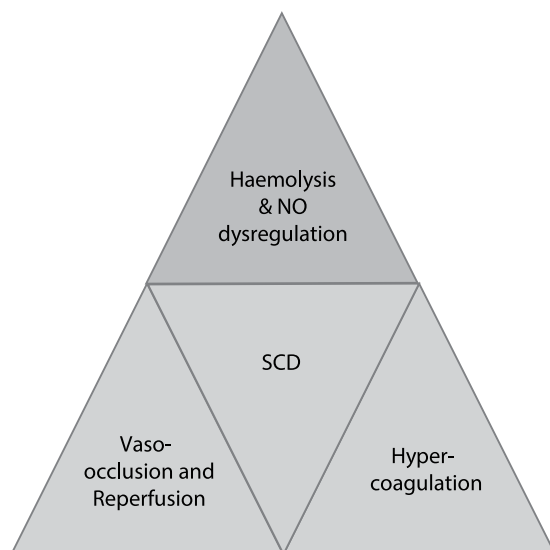 Haemolysis
& NO
dysregulation
SCD
Vaso-
occlusion and
Reperfusion
Hyper-
coagulation